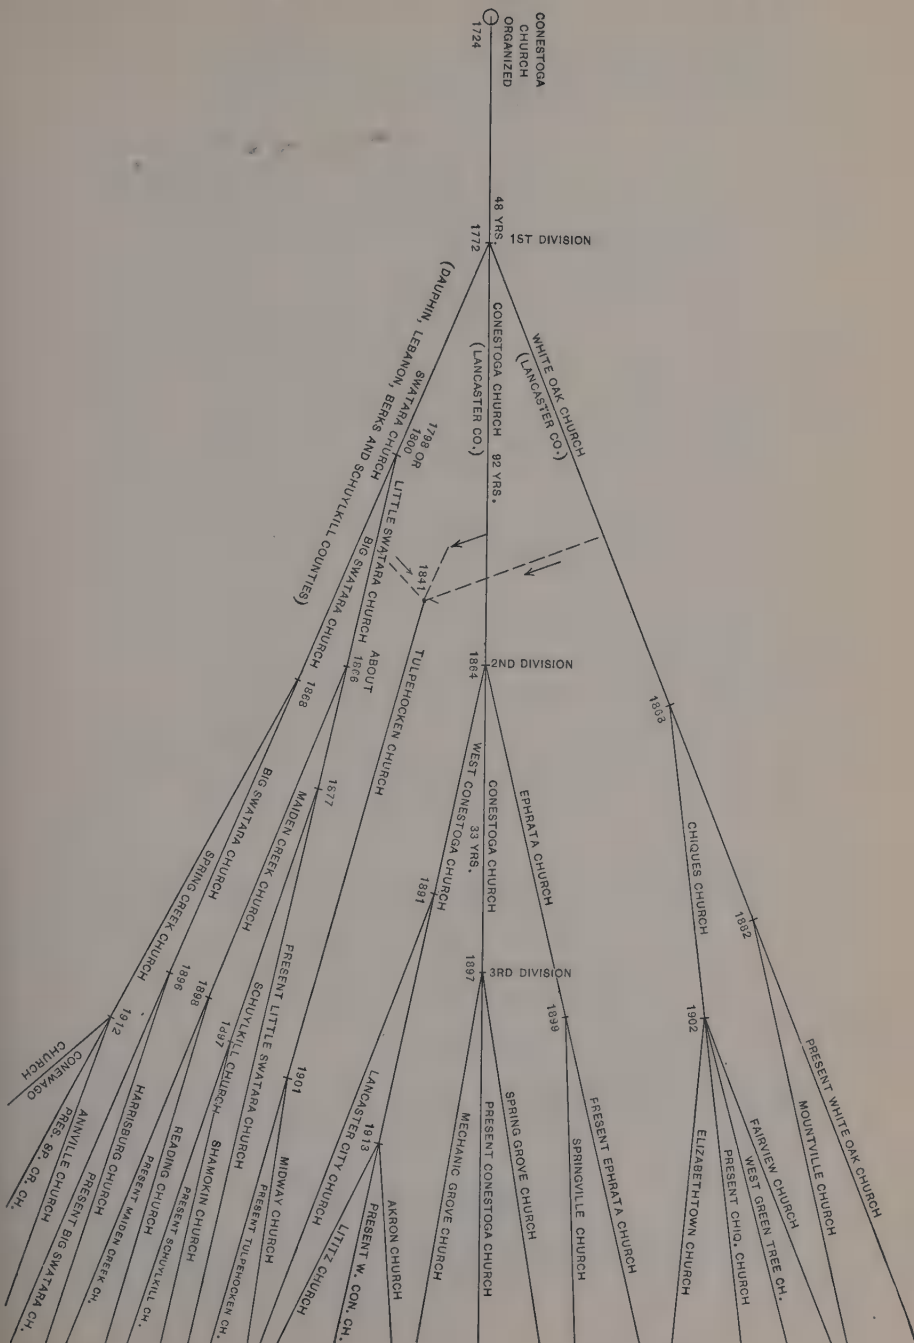 CONESTOGA
CHURCH
ORGANIZED
1724
48 YRS.
1772
1ST DIVISION
WHITE OAK CHURCH
(LANCASTER CO.)
CONESTOGA CHURCH 92 YRS.
(LANCASTER CO.)
SWATARA CHURCH
(DAUPHIN, LEBANON, BERKS AND SCHUYLKILL COUNTIES)
1798 OR
1800
LITTLE SWATARA CHURCH
BIG SWATARA CHURCH
1841
TULPEHOCKEN CHURCH
2ND DIVISION
1864
ABOUT
1866
1868
1868
EPHRATA CHURCH
CONESTOGA CHURCH
33 YRS.
WEST CONESTOGA CHURCH
CHIQUES CHURCH
1882
1877
MAIDEN CREEK CHURCH
BIG SWATARA CHURCH
SPRING CREEK CHURCH
1891
3RD DIVISION
1897
1899
1902
PRESENT WHITE OAK CHURCH
MOUNTVILLE CHURCH
FAIRVIEW CHURCH
WEST GREEN TREE CH.
PRESENT CHIQ. CHURCH
ELIZABETHTOWN CHURCH
PRESENT EPHRATA CHURCH
SPRINGVILLE CHURCH
SPRING GROVE CHURCH
PRESENT CONESTOGA CHURCH
MECHANIC GROVE CHURCH
1913
AKRON CHURCH
PRESENT W. CON. CH.
LITITZ CHURCH
LANCASTER CITY CHURCH
1901
MIDWAY CHURCH
PRESENT TULPEHOCKEN CH.
PRESENT LITTLE SWATARA CHURCH
SCHUYLKILL CHURCH
1897
SHAMOKIN CHURCH
PRESENT SCHUYLKILL CH.
1898
READING CHURCH
PRESENT MAIDEN CREEK CH.
1896
HARRISBURG CHURCH
PRESENT BIG SWATARA CH.
1912
ANNVILLE CHURCH
PRES. SP. CR. CH.
CONEWAGO
CHURCH